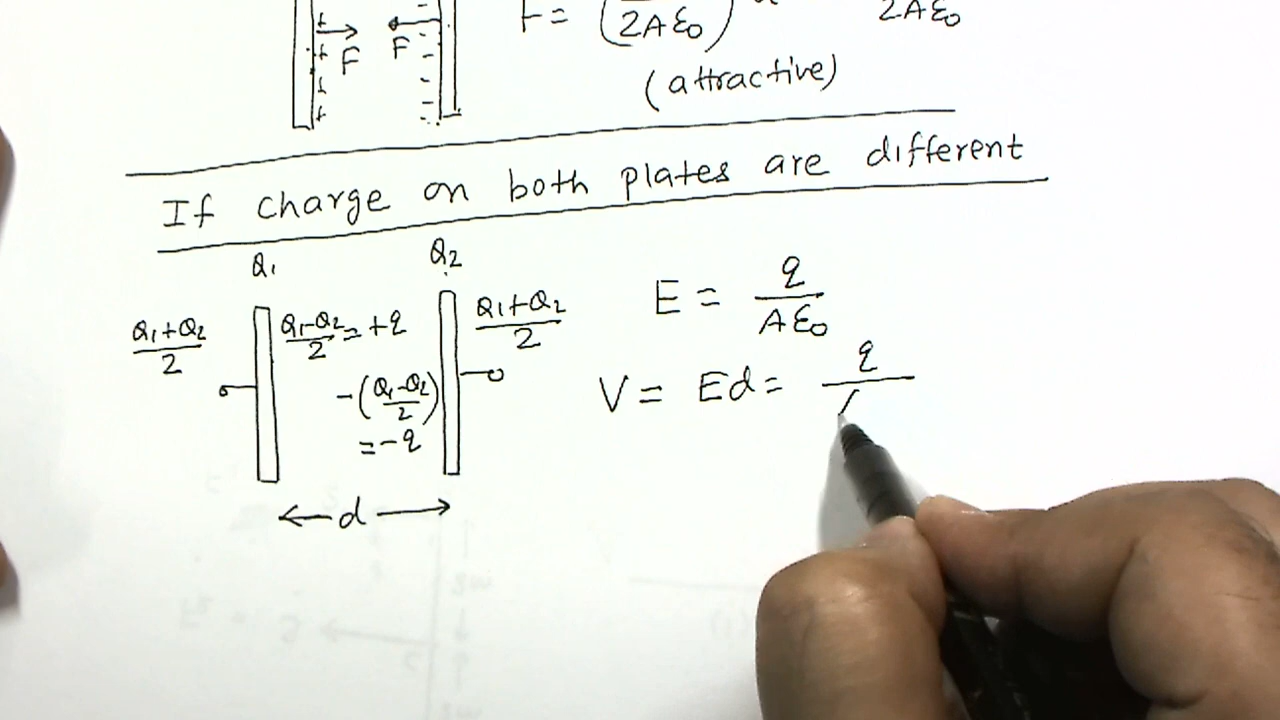 + F F - F = ( / 2Aε₀ ) 2Aε₀
(attractive)
If charge on both plates are different
Q₁ Q₂
(Q₁+Q₂)/2 (Q₁-Q₂)/2 = +q (Q₁+Q₂)/2
-((Q₁-Q₂)/2)
= -q
← d →
E = q/(Aε₀)
V = Ed = q/